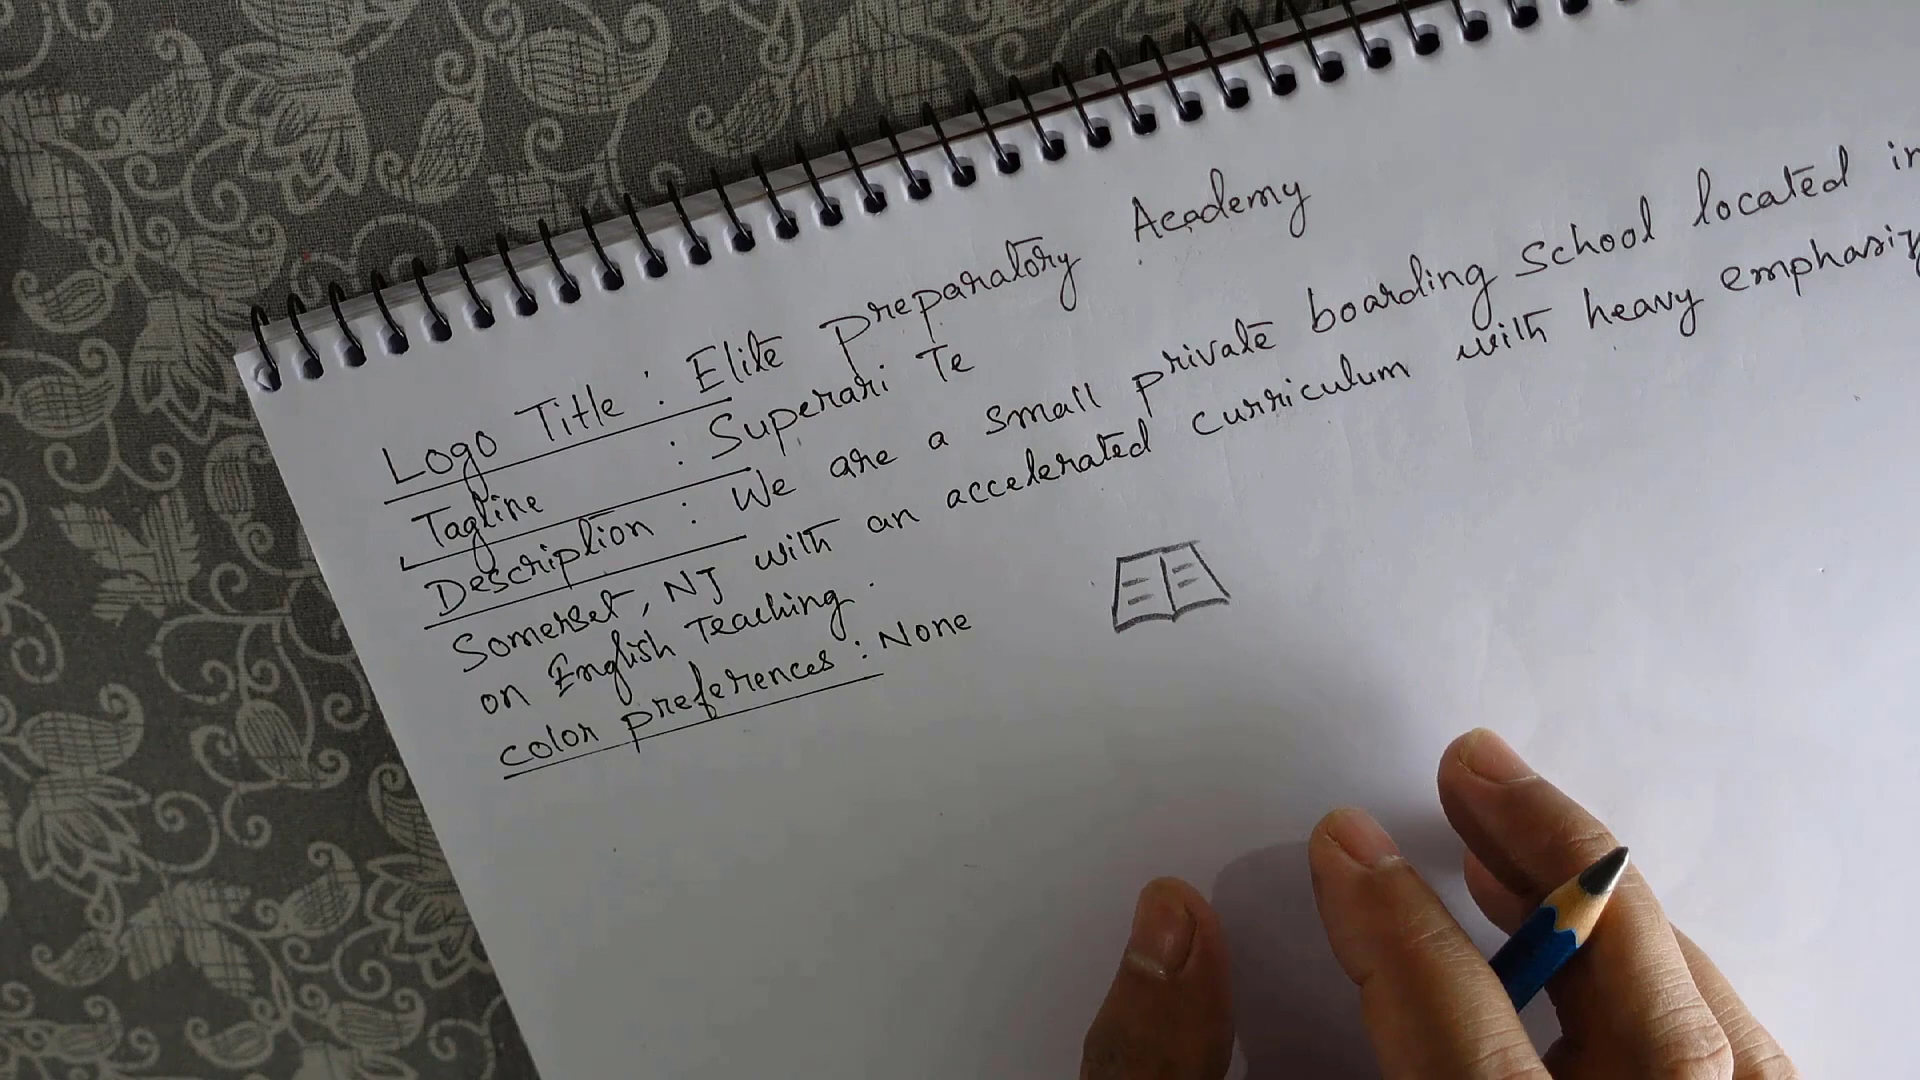 Logo Title : Elite Preparatory Academy
Tagline : Superari Te
Description : We are a small private boarding School located in
Somerset, NJ with an accelerated curriculum with heavy
on English Teaching.
color preferences : None